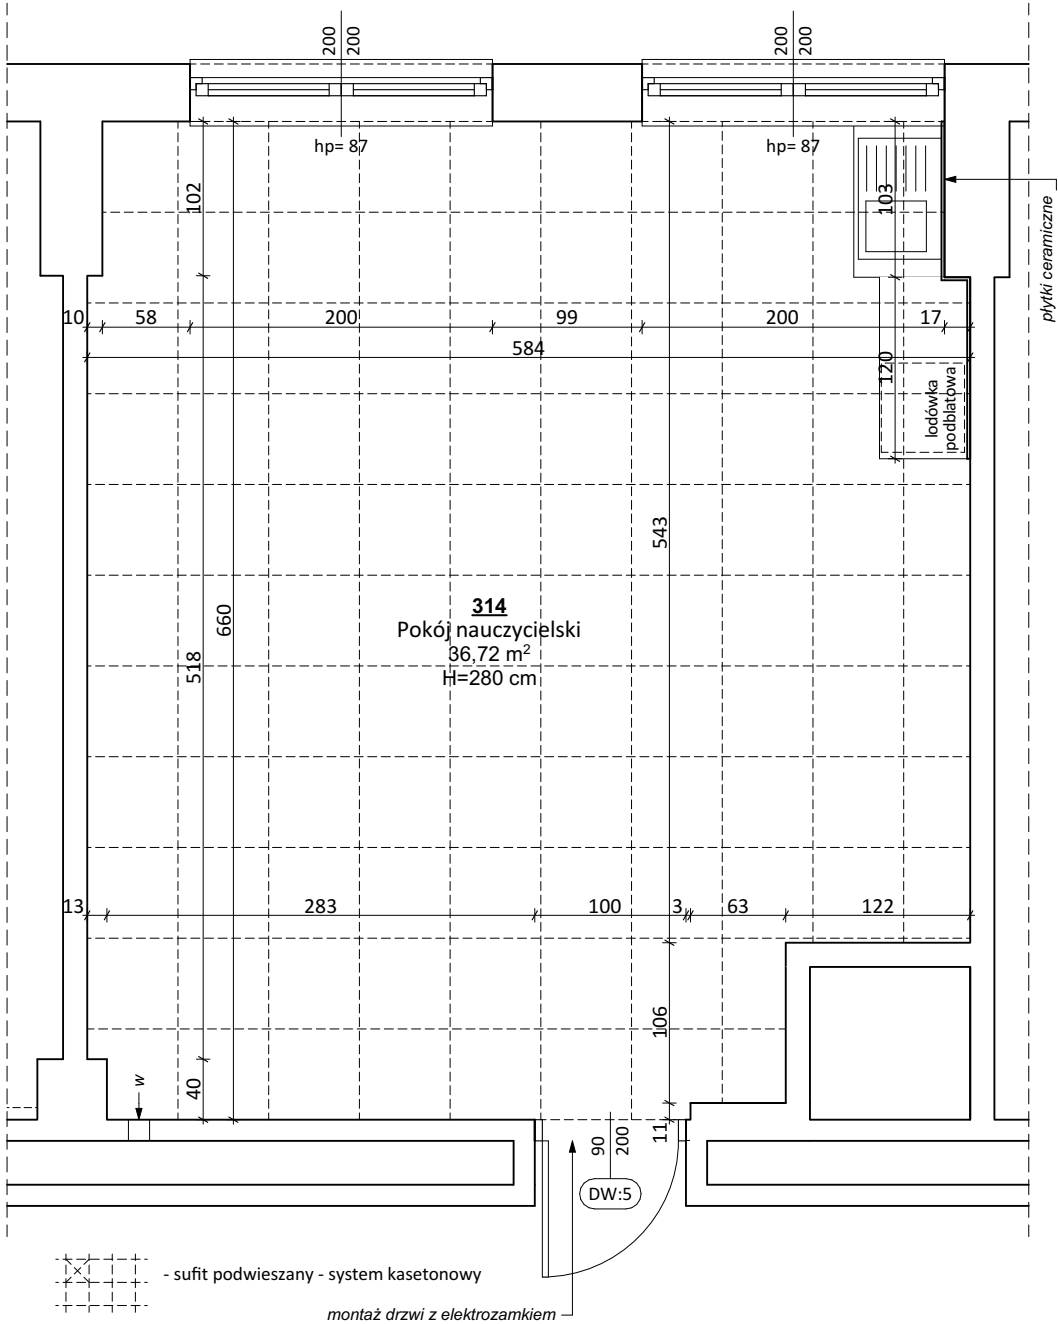 200
200
200
200
hp= 87
hp= 87
102
103
płytki ceramiczne
10
58
200
99
200
17
584
120
lodówka
podblatowa
543
314
Pokój nauczycielski
36,72 m²
H=280 cm
660
518
13
283
100
3
63
122
106
40
w
11
90
200
DW:5
- sufit podwieszany - system kasetonowy
montaż drzwi z elektrozamkiem